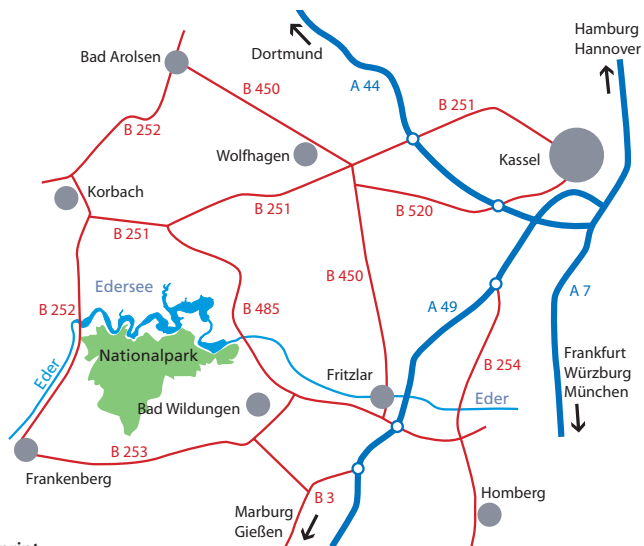 Hamburg
Hannover
Dortmund
Bad Arolsen
A 44
B 450
B 251
B 252
Wolfhagen
Kassel
Korbach
B 251
B 520
B 251
B 450
Edersee
B 252
B 485
A 49
A 7
Nationalpark
Eder
Fritzlar
B 254
Frankfurt
Würzburg
München
Bad Wildungen
Eder
B 253
Frankenberg
B 3
Homberg
Marburg
Gießen